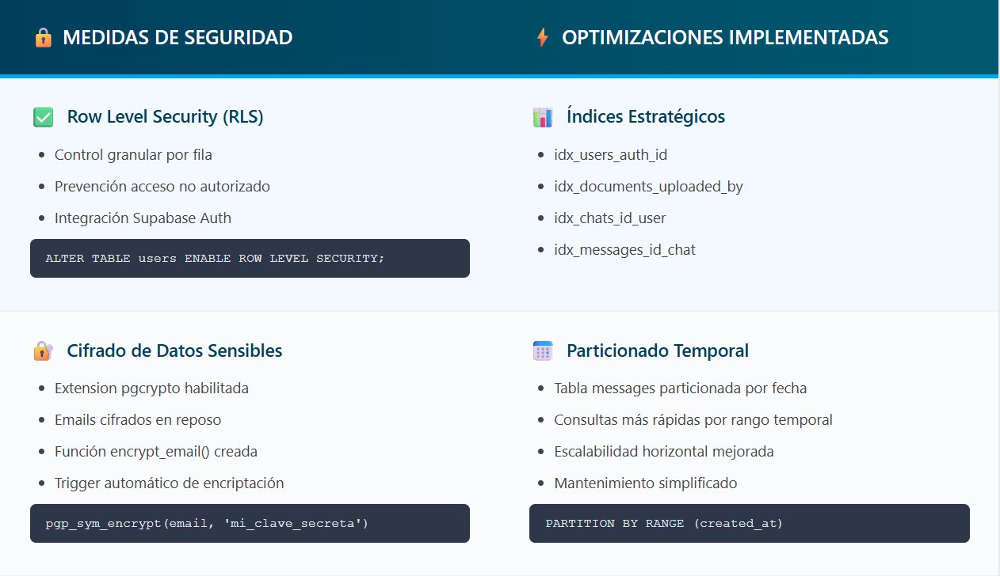 MEDIDAS DE SEGURIDAD
OPTIMIZACIONES IMPLEMENTADAS
Row Level Security (RLS)
• Control granular por fila
• Prevención acceso no autorizado
• Integración Supabase Auth
ALTER TABLE users ENABLE ROW LEVEL SECURITY;
Índices Estratégicos
• idx_users_auth_id
• idx_documents_uploaded_by
• idx_chats_id_user
• idx_messages_id_chat
Cifrado de Datos Sensibles
• Extension pgcrypto habilitada
• Emails cifrados en reposo
• Función encrypt_email() creada
• Trigger automático de encriptación
pgp_sym_encrypt(email, 'mi_clave_secreta')
Particionado Temporal
• Tabla messages particionada por fecha
• Consultas más rápidas por rango temporal
• Escalabilidad horizontal mejorada
• Mantenimiento simplificado
PARTITION BY RANGE (created_at)